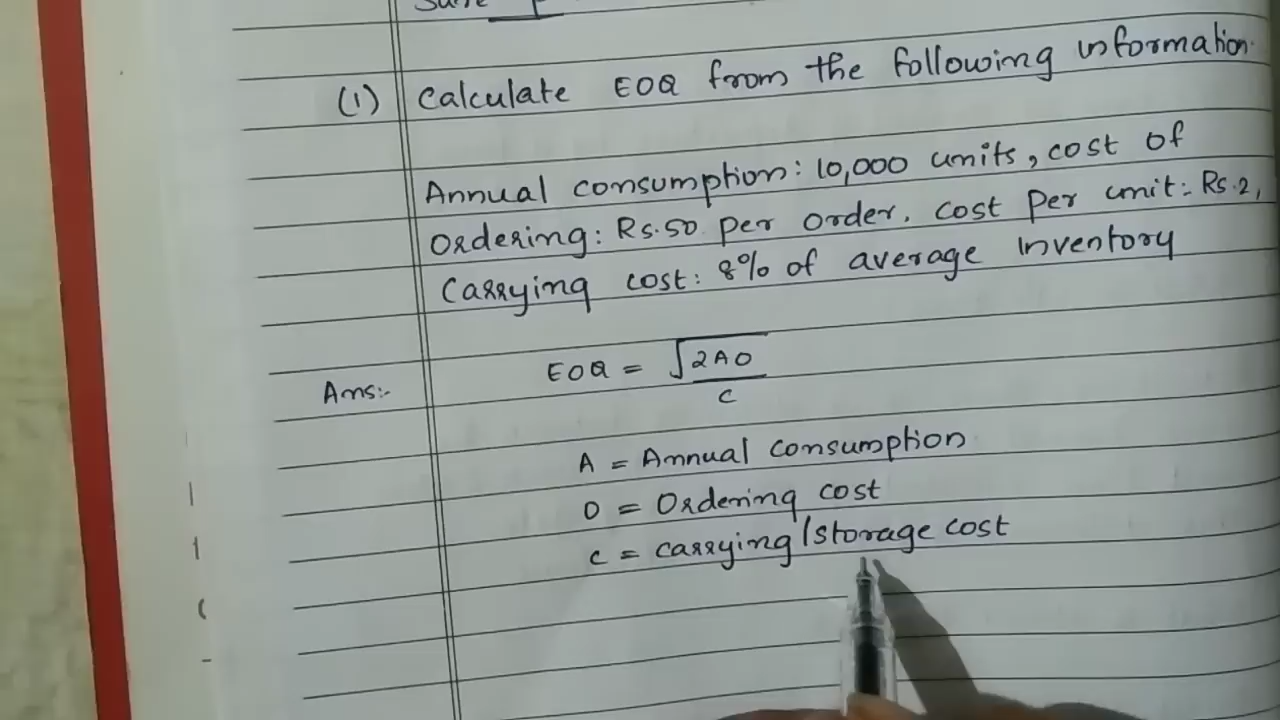 (1) Calculate EOQ from the following information.
Annual consumption: 10,000 units, cost of
Ordering: Rs.50 per order. cost per unit: Rs.2,
Carrying cost: 8% of average inventory
Ans:- EOQ = √2AO
C
A = Annual consumption
O = Ordering cost
C = carrying/storage cost